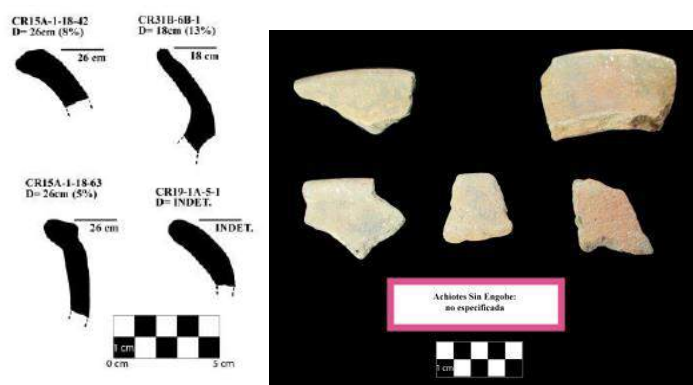 CR15A-1-18-42
D= 26cm (8%)
26 cm
CR31B-6B-1
D= 18cm (13%)
18 cm
CR15A-1-18-63
D= 26cm (5%)
26 cm
CR19-1A-5-1
D= INDET.
INDET.
1 cm
0 cm
5 cm
Achiotes Sin Engobe:
no especificada
1 cm